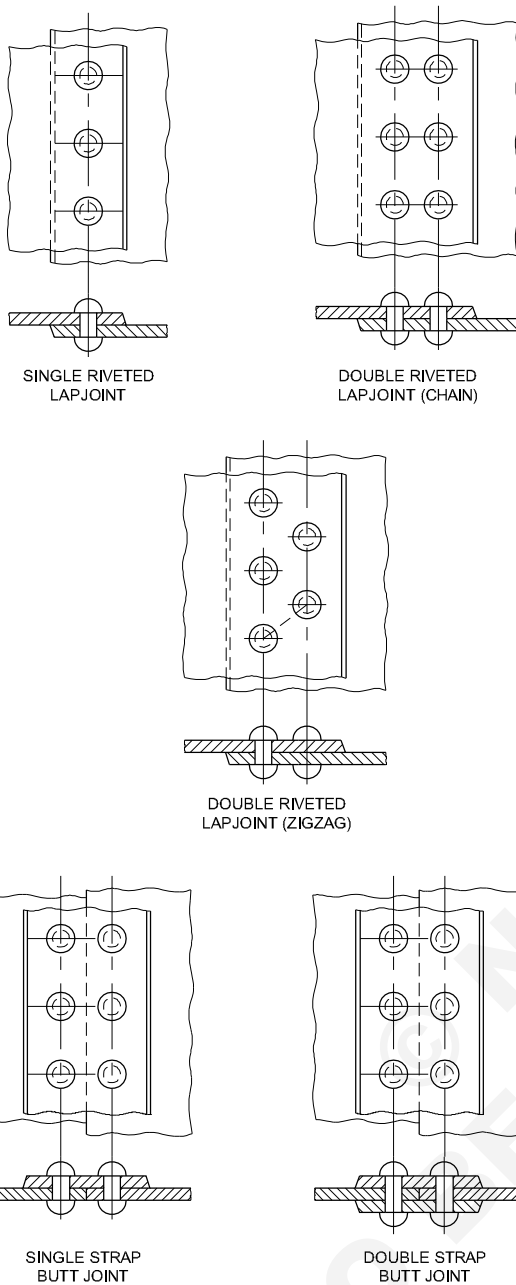 SINGLE RIVETED
LAPJOINT
DOUBLE RIVETED
LAPJOINT (CHAIN)
DOUBLE RIVETED
LAPJOINT (ZIGZAG)
SINGLE STRAP
BUTT JOINT
DOUBLE STRAP
BUTT JOINT